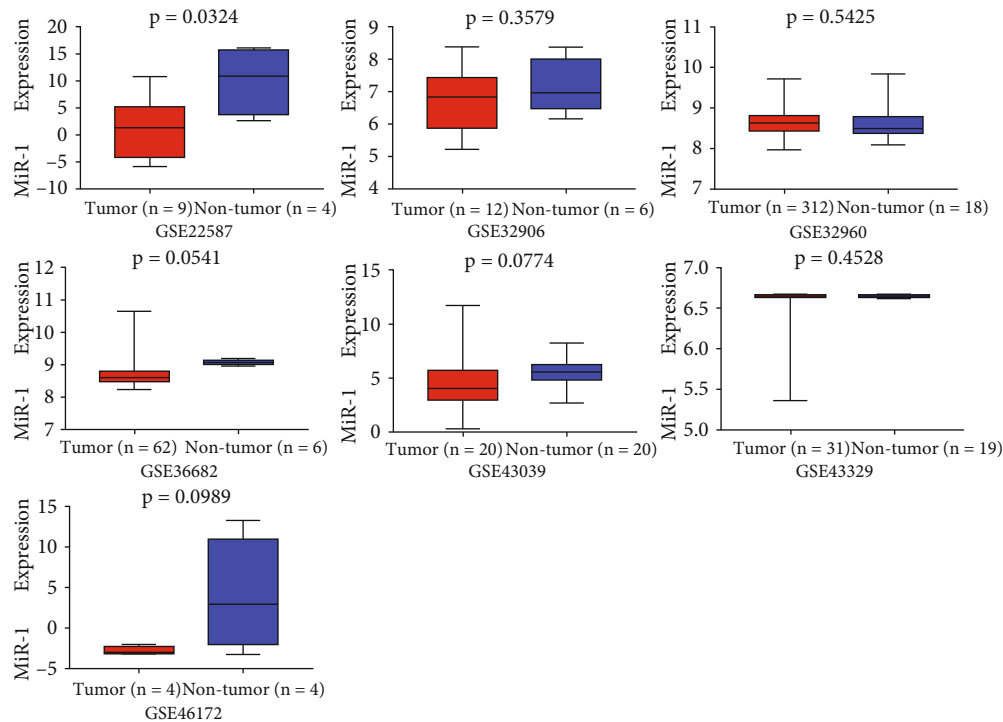 p = 0.0324
MiR-1 Expression
20
15
10
5
0
−5
−10
Tumor (n = 9) Non-tumor (n = 4)
GSE22587
p = 0.3579
MiR-1 Expression
9
8
7
6
5
4
Tumor (n = 12) Non-tumor (n = 6)
GSE32906
p = 0.5425
MiR-1 Expression
11
10
9
8
7
Tumor (n = 312) Non-tumor (n = 18)
GSE32960
p = 0.0541
MiR-1 Expression
12
11
10
9
8
7
Tumor (n = 62) Non-tumor (n = 6)
GSE36682
p = 0.0774
MiR-1 Expression
15
10
5
0
Tumor (n = 20) Non-tumor (n = 20)
GSE43039
p = 0.4528
MiR-1 Expression
7.0
6.5
6.0
5.5
5.0
Tumor (n = 31) Non-tumor (n = 19)
GSE43329
p = 0.0989
MiR-1 Expression
15
10
5
0
−5
Tumor (n = 4) Non-tumor (n = 4)
GSE46172